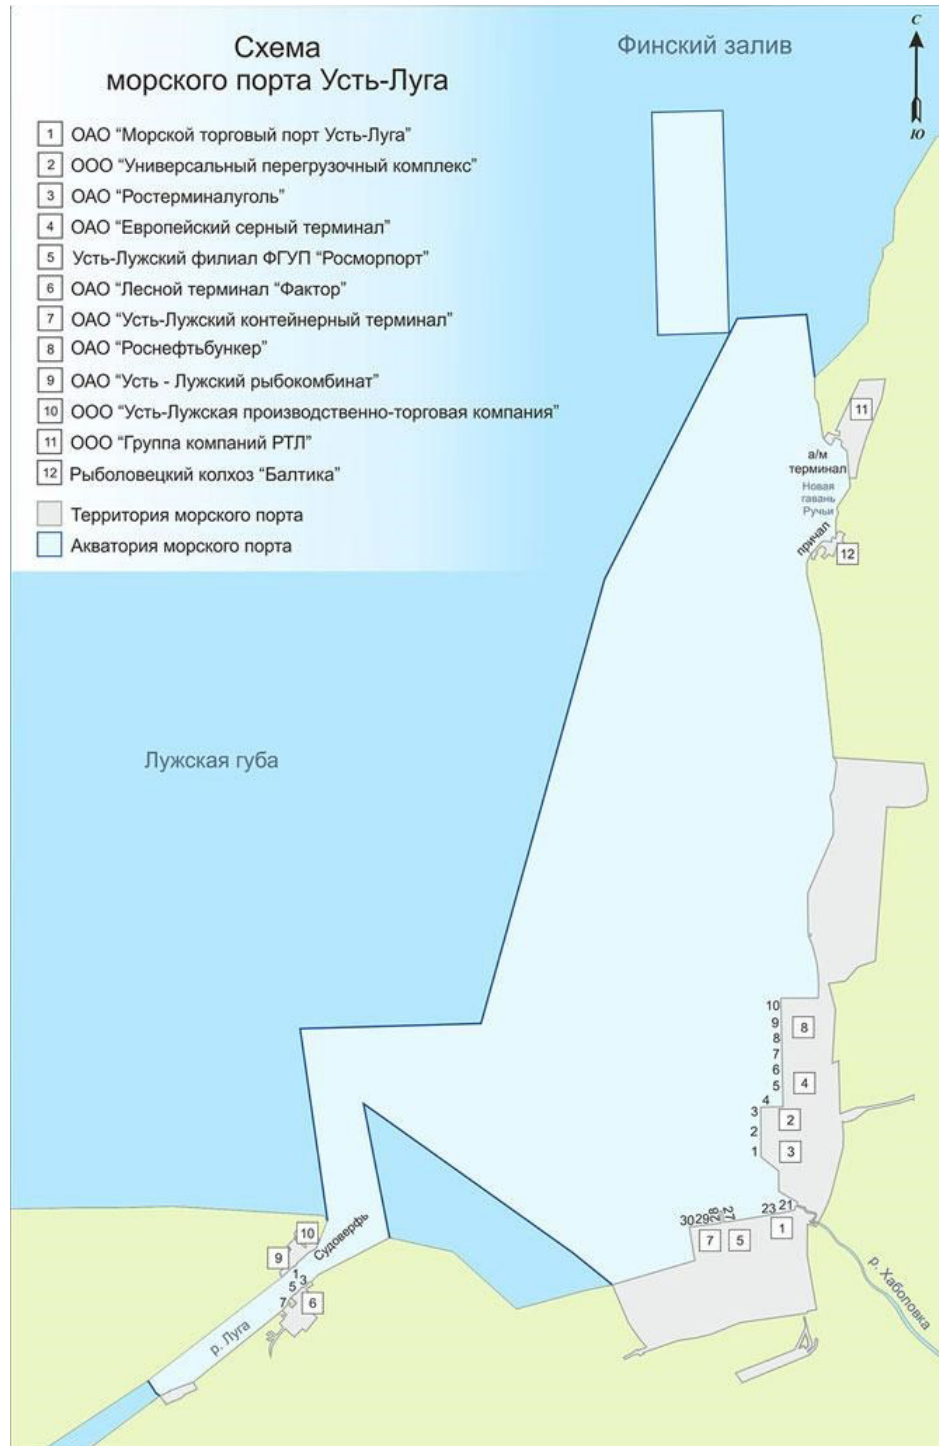 Схема
морского порта Усть-Луга
Финский залив
С
Ю
1 ОАО “Морской торговый порт Усть-Луга”
2 ООО “Универсальный перегрузочный комплекс”
3 ОАО “Ростерминалуголь”
4 ОАО “Европейский серный терминал”
5 Усть-Лужский филиал ФГУП “Росморпорт”
6 ОАО “Лесной терминал “Фактор”
7 ОАО “Усть-Лужский контейнерный терминал”
8 ОАО “Роснефтьбункер”
9 ОАО “Усть - Лужский рыбокомбинат”
10 ООО “Усть-Лужская производственно-торговая компания”
11 ООО “Группа компаний РТЛ”
12 Рыболовецкий колхоз “Балтика”
Территория морского порта
Акватория морского порта
11
а/м
терминал
Новая
гавань
Ручьи
причал
12
Лужская губа
10
9
8
8
7
6
5
4
4
3
2
2
1
3
30 29 28 27 23 21
7
5
1
р. Хаболовка
10
Судоверфь
9
1
3
5
7
6
р. Луга